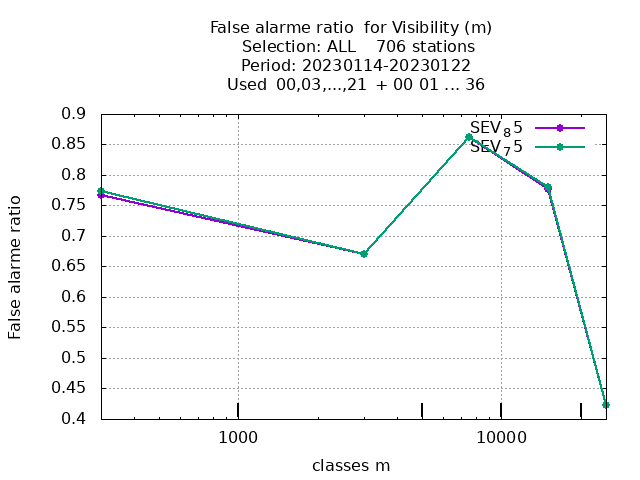 False alarme ratio  for Visibility (m)
Selection: ALL    706 stations
Period: 20230114-20230122
Used  00,03,...,21  + 00 01 ... 36
0.9
0.85
0.8
0.75
0.7
0.65
0.6
0.55
0.5
0.45
0.4
False alarme ratio
SEV85
SEV75
1000
10000
classes m